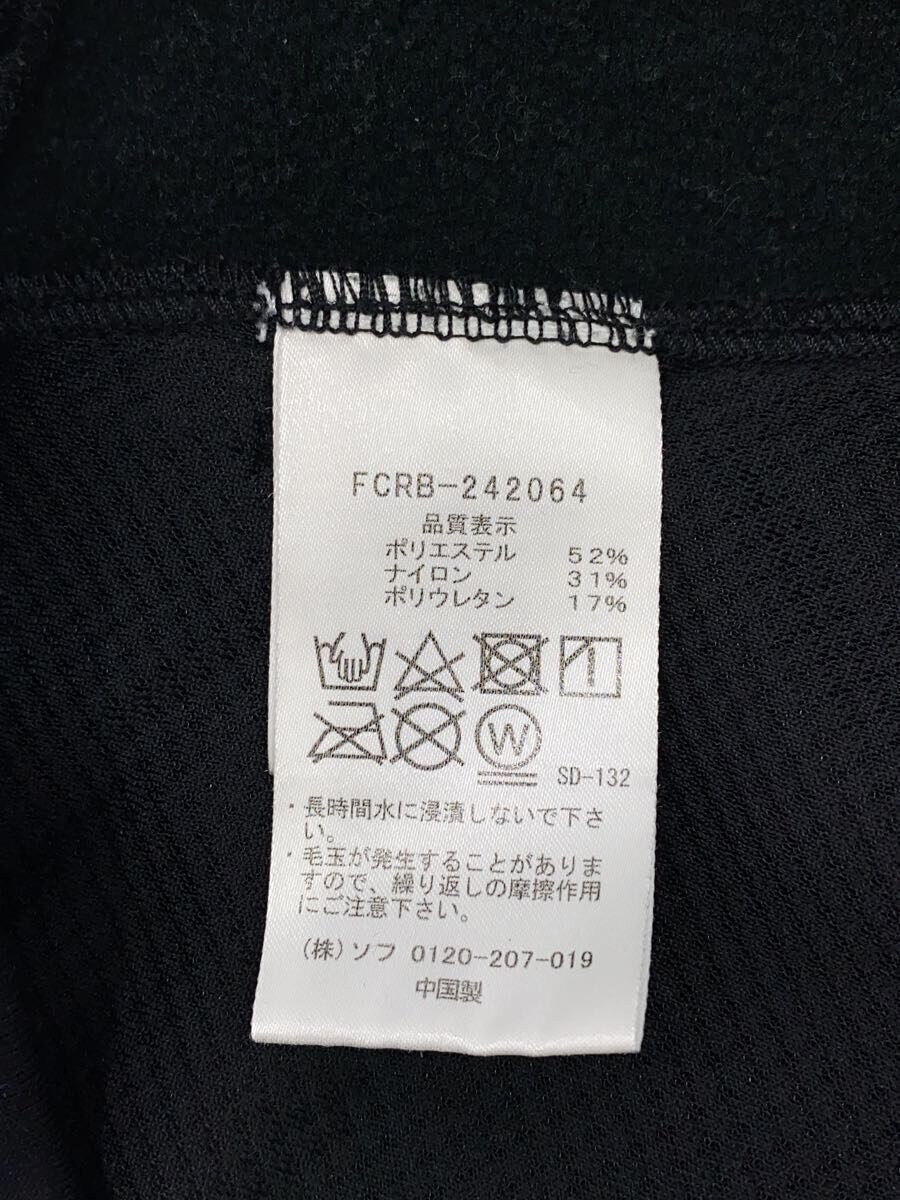 FCRB-242064
品質表示
ポリエステル 52%
ナイロン 31%
ポリウレタン 17%
W
SD-132
・長時間水に浸漬しないで下さ
い。
・毛玉が発生することがありま
すので、繰り返しの摩擦作用
にご注意下さい。
(株)ソフ 0120-207-019
中国製